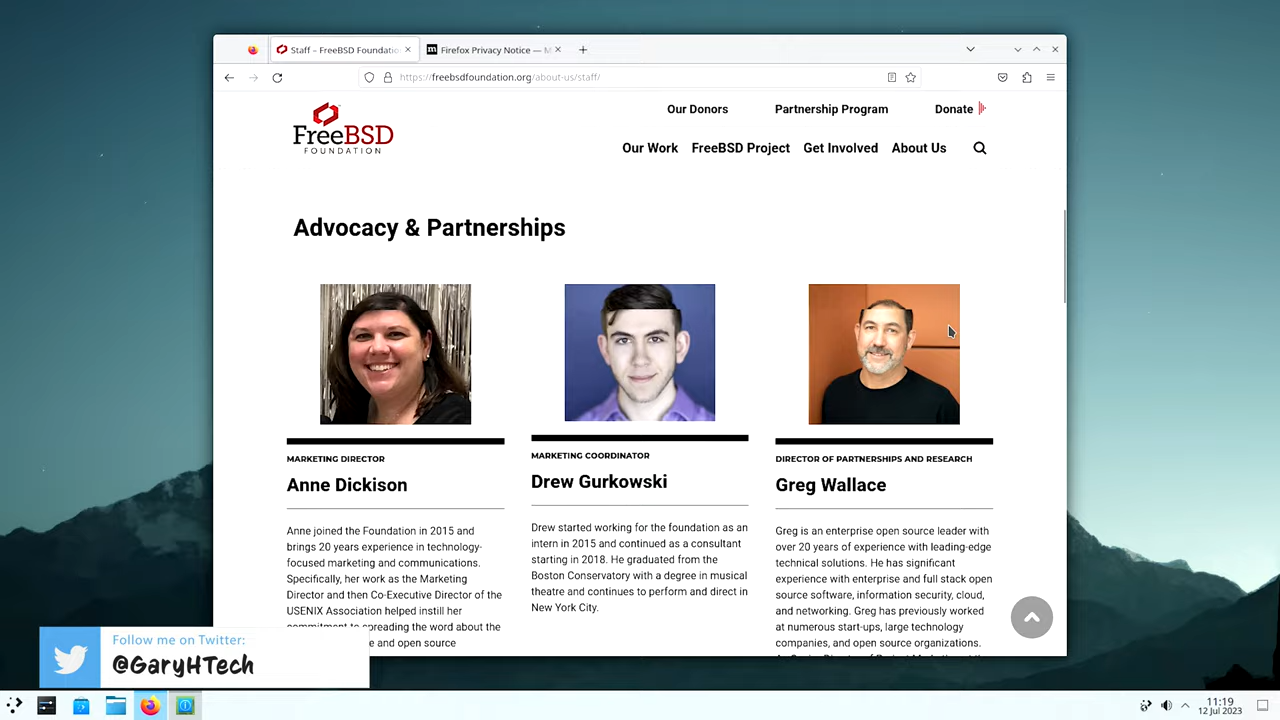 Staff – FreeBSD Foundatio
Firefox Privacy Notice — M
https://freebsdfoundation.org/about-us/staff/
FreeBSD
FOUNDATION
Our Donors
Partnership Program
Donate
Our Work
FreeBSD Project
Get Involved
About Us
Advocacy & Partnerships
MARKETING DIRECTOR
Anne Dickison
Anne joined the Foundation in 2015 and
brings 20 years experience in technology-
focused marketing and communications.
Specifically, her work as the Marketing
Director and then Co-Executive Director of the
USENIX Association helped instill her
commitment to spreading the word about the
e and open source
MARKETING COORDINATOR
Drew Gurkowski
Drew started working for the foundation as an
intern in 2015 and continued as a consultant
starting in 2018. He graduated from the
Boston Conservatory with a degree in musical
theatre and continues to perform and direct in
New York City.
DIRECTOR OF PARTNERSHIPS AND RESEARCH
Greg Wallace
Greg is an enterprise open source leader with
over 20 years of experience with leading-edge
technical solutions. He has significant
experience with enterprise and full stack open
source software, information security, cloud,
and networking. Greg has previously worked
at numerous start-ups, large technology
companies, and open source organizations.
Follow me on Twitter:
@GaryHTech
11:19
12 Jul 2023